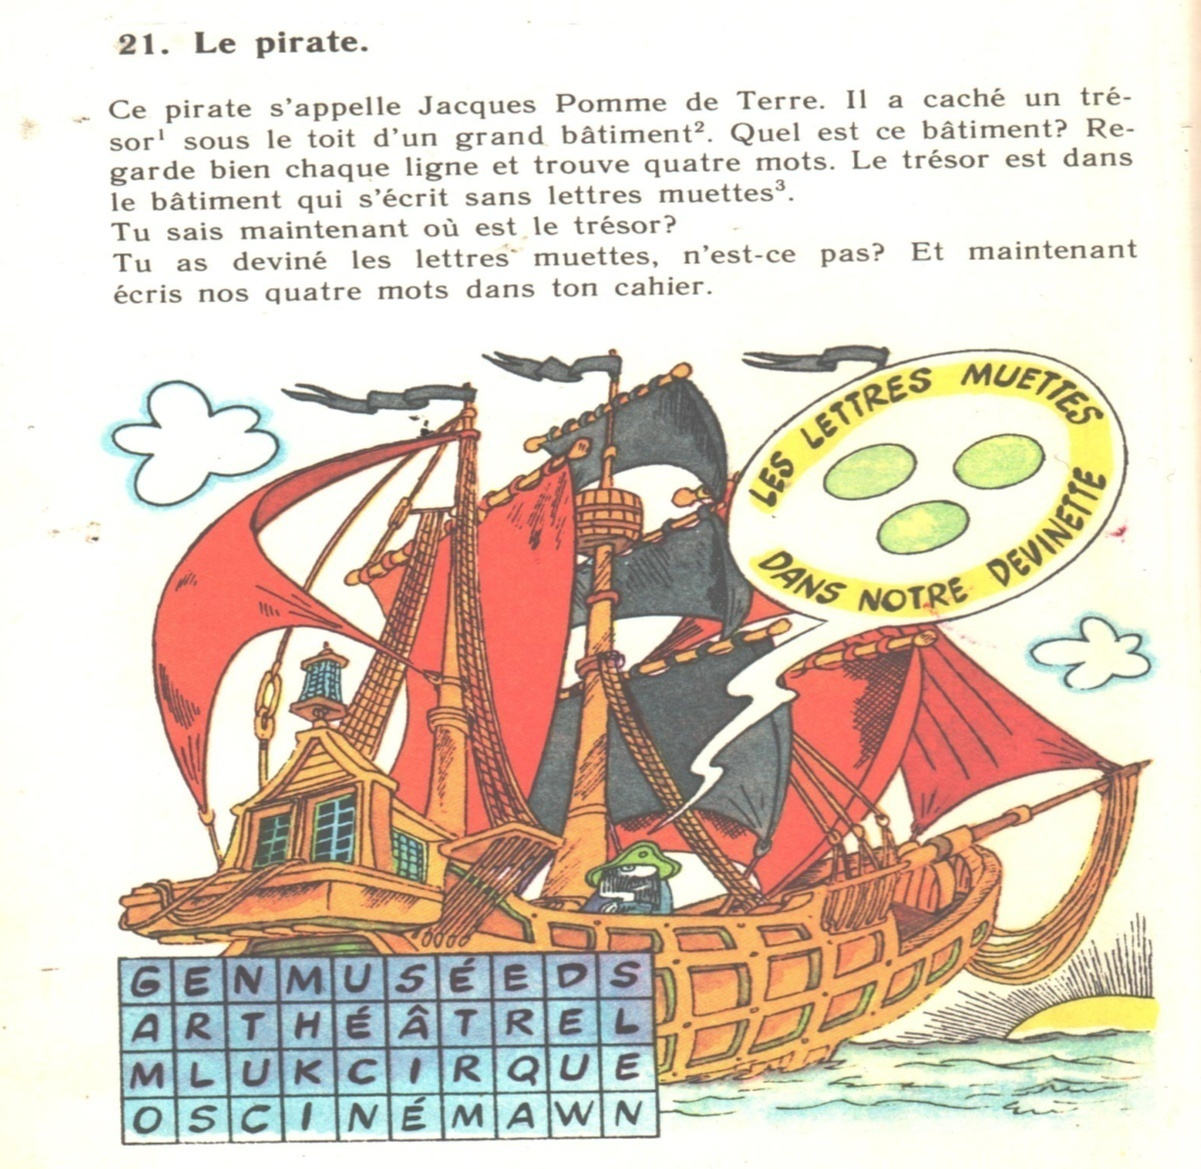 21. Le pirate.
Ce pirate s'appelle Jacques Pomme de Terre. Il a caché un tré-
sor¹ sous le toit d'un grand bâtiment². Quel est ce bâtiment? Re-
garde bien chaque ligne et trouve quatre mots. Le trésor est dans
le bâtiment qui s'écrit sans lettres muettes³.
Tu sais maintenant où est le trésor?
Tu as deviné les lettres muettes, n'est-ce pas? Et maintenant
écris nos quatre mots dans ton cahier.
LES LETTRES MUETTES
DANS NOTRE DEVINETTE
G E N M U S É E D S
A R T H É Â T R E L
M L U K C I R Q U E
O S C I N É M A W N